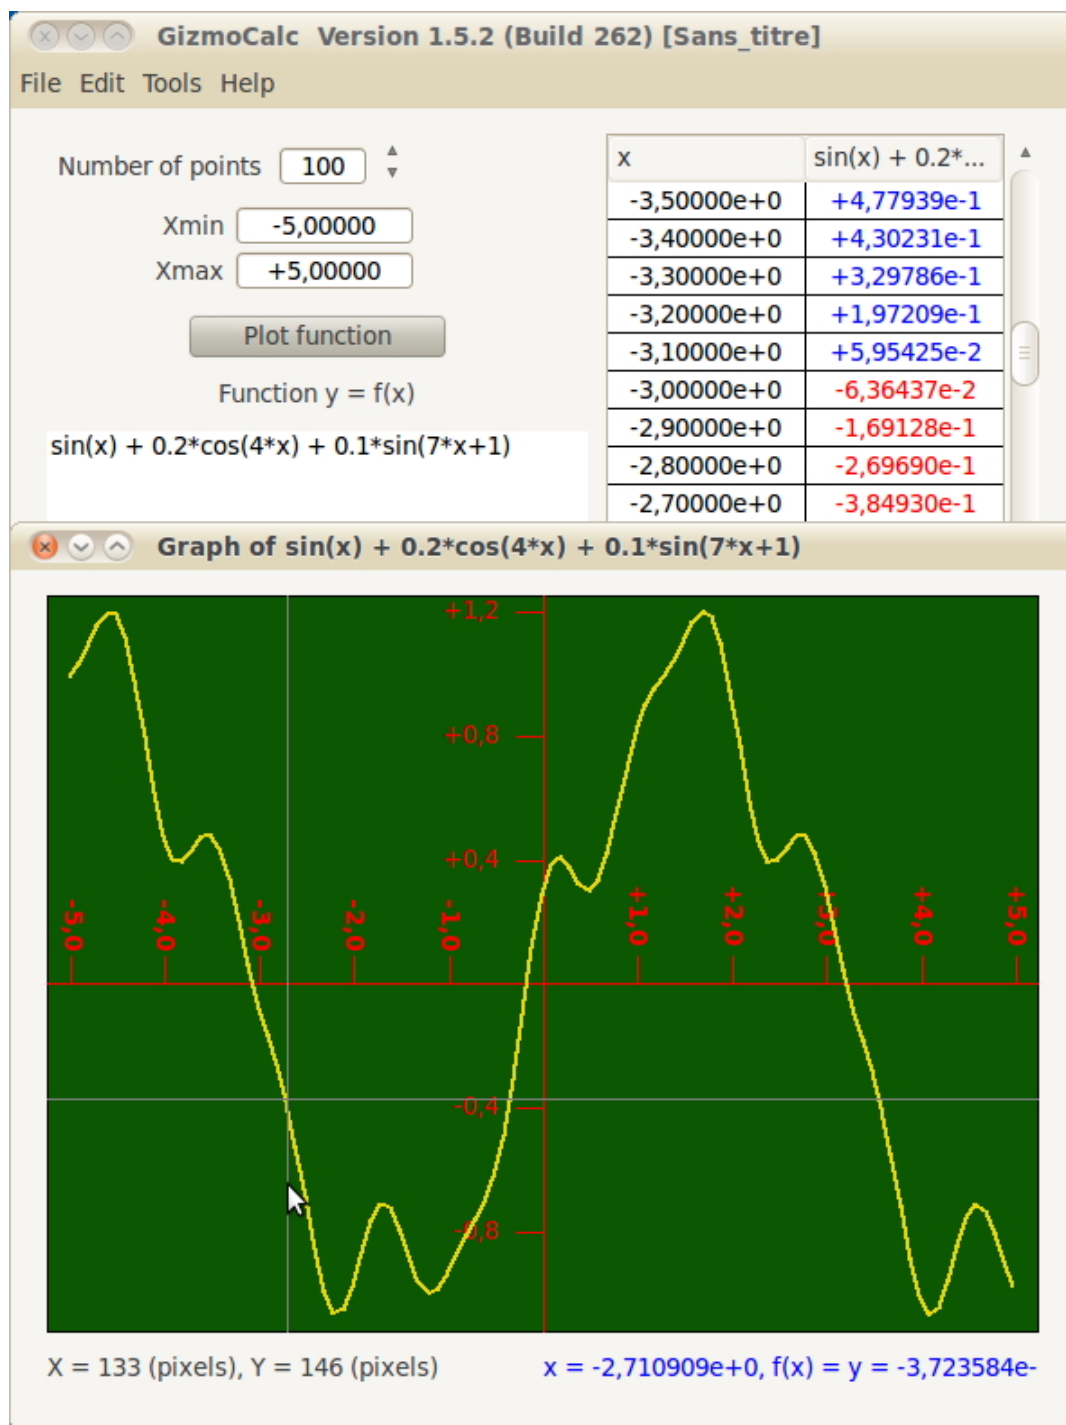 GizmoCalc Version 1.5.2 (Build 262) [Sans_titre]
File Edit Tools Help
Number of points 100
Xmin -5,00000
Xmax +5,00000
Plot function
Function y = f(x)
sin(x) + 0.2*cos(4*x) + 0.1*sin(7*x+1)
x sin(x) + 0.2*...
-3,50000e+0 +4,77939e-1
-3,40000e+0 +4,30231e-1
-3,30000e+0 +3,29786e-1
-3,20000e+0 +1,97209e-1
-3,10000e+0 +5,95425e-2
-3,00000e+0 -6,36437e-2
-2,90000e+0 -1,69128e-1
-2,80000e+0 -2,69690e-1
-2,70000e+0 -3,84930e-1
Graph of sin(x) + 0.2*cos(4*x) + 0.1*sin(7*x+1)
+1,2
+0,8
+0,4
-5,0 -4,0 -3,0 -2,0 -1,0 +1,0 +2,0 +3,0 +4,0 +5,0
-0,4
-0,8
X = 133 (pixels), Y = 146 (pixels)
x = -2,710909e+0, f(x) = y = -3,723584e-